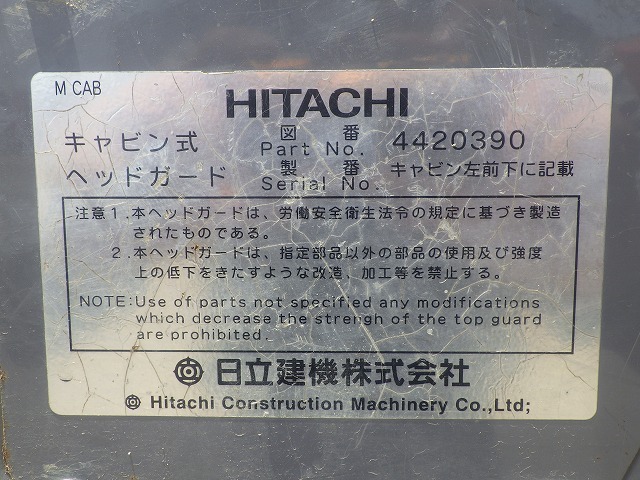 M CAB
HITACHI
キャビン式 図番 4420390
Part No.
ヘッドガード 製番 キャビン左前下に記載
Serial No.
注意1.本ヘッドガードは、労働安全衛生法令の規定に基づき製造
されたものである。
2.本ヘッドガードは、指定部品以外の部品の使用及び強度
上の低下をきたすような改造、加工等を禁止する。
NOTE:Use of parts not specified any modifications
which decrease the strengh of the top guard
are prohibited.
日立建機株式会社
Hitachi Construction Machinery Co.,Ltd;